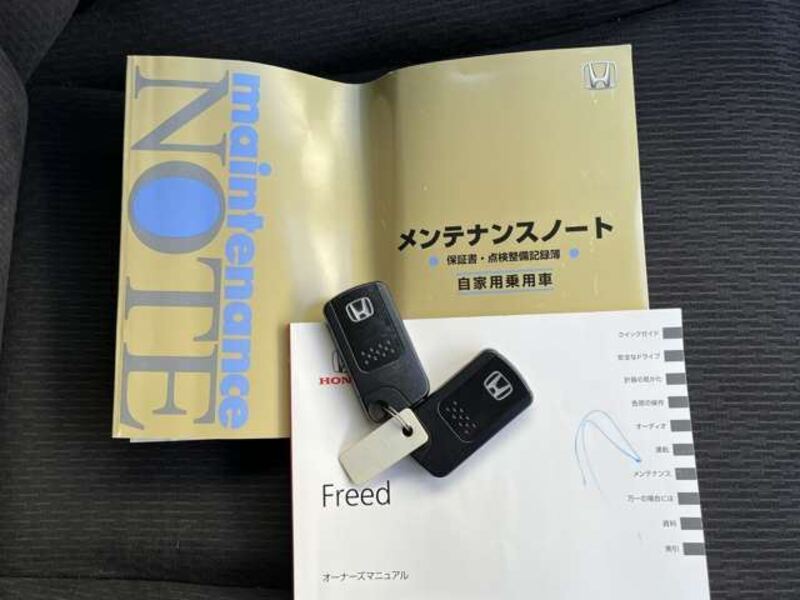 maintenance
NOTE
メンテナンスノート
保証書・点検整備記録簿
自家用乗用車
HON
Freed
オーナーズマニュアル
クイックガイド
安全なドライブ
計器の見かた
各部の操作
オーディオ
運転
メンテナンス
万一の場合には
資料
索引